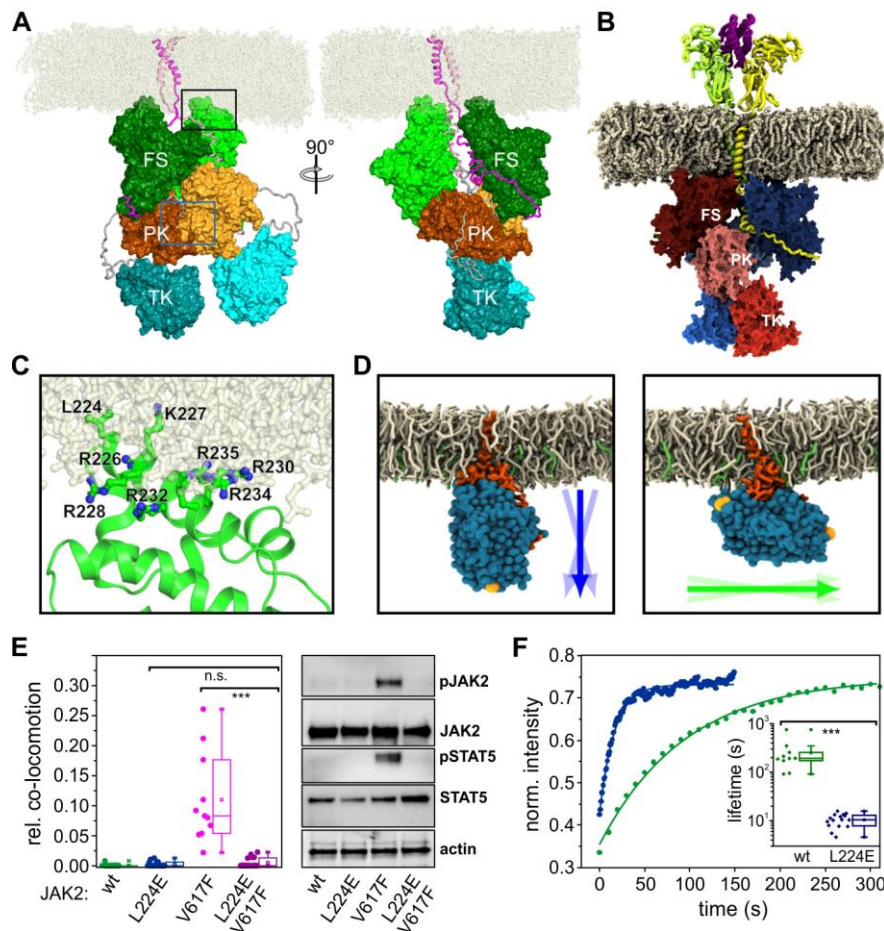 A
FS
PK
TK
90°
FS
PK
TK
B
FS
PK
TK
C
L224
K227
R226
R235
R230
R228
R232
R234
D
E
rel. co-locomotion
0.30
0.25
0.20
0.15
0.10
0.05
0.00
n.s.
***
JAK2:
wt
L224E
V617F
L224E
V617F
pJAK2
JAK2
pSTAT5
STAT5
actin
wt
L224E
V617F
L224E
V617F
F
norm. intensity
0.8
0.7
0.6
0.5
0.4
0.3
0 50 100 150 200 250 300
time (s)
lifetime (s)
10³
10²
10¹
***
wt L224E